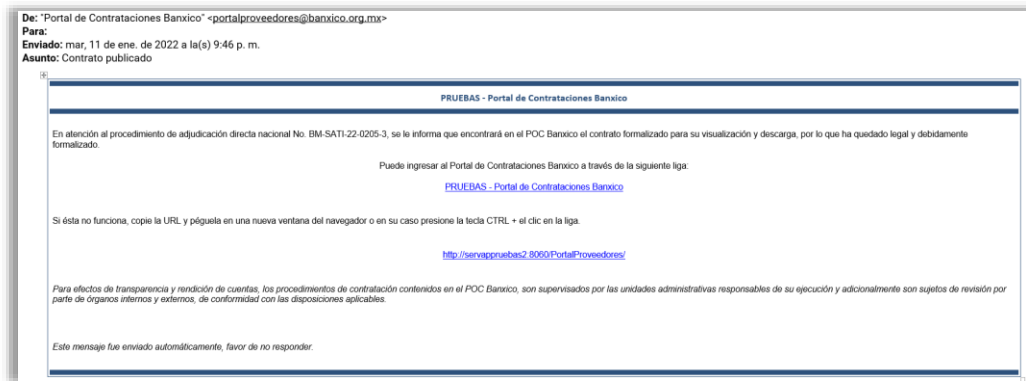 De: "Portal de Contrataciones Banxico" <portalproveedores@banxico.org.mx>
Para:
Enviado: mar, 11 de ene. de 2022 a la(s) 9:46 p. m.
Asunto: Contrato publicado
PRUEBAS - Portal de Contrataciones Banxico
En atención al procedimiento de adjudicación directa nacional No. BM-SATI-22-0205-3, se le informa que encontrará en el POC Banxico el contrato formalizado para su visualización y descarga, por lo que ha quedado legal y debidamente
formalizado.
Puede ingresar al Portal de Contrataciones Banxico a través de la siguiente liga:
PRUEBAS - Portal de Contrataciones Banxico
Si ésta no funciona, copie la URL y péguela en una nueva ventana del navegador o en su caso presione la tecla CTRL + el clic en la liga.
http://servappruebas2:8060/PortalProveedores/
Para efectos de transparencia y rendición de cuentas, los procedimientos de contratación contenidos en el POC Banxico, son supervisados por las unidades administrativas responsables de su ejecución y adicionalmente son sujetos de revisión por
parte de órganos internos y externos, de conformidad con las disposiciones aplicables.
Este mensaje fue enviado automáticamente, favor de no responder.